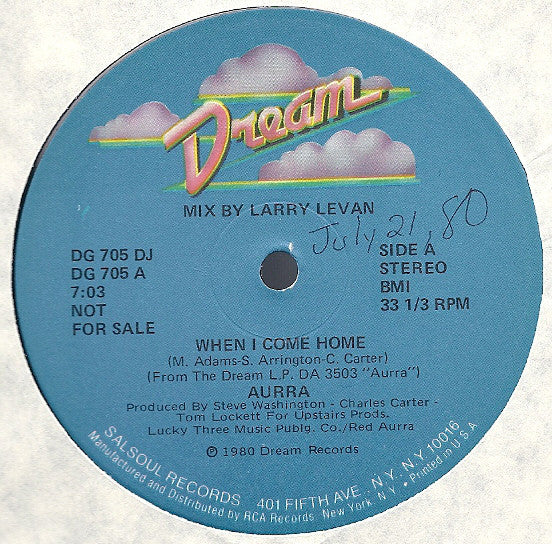 Dream
MIX BY LARRY LEVAN
July 21, 80
DG 705 DJ
DG 705 A
7:03
NOT
FOR SALE
SIDE A
STEREO
BMI
33 1/3 RPM
WHEN I COME HOME
(M. Adams-S. Arrington-C. Carter)
(From The Dream L.P. DA 3503 "Aurra")
AURRA
Produced By Steve Washington - Charles Carter -
Tom Lockett For Upstairs Prods.
Lucky Three Music Publg. Co./Red Aurra
℗ 1980 Dream Records
SALSOUL RECORDS 401 FIFTH AVE . N.Y. N.Y 10016
Manufactured and Distributed by RCA Records. New York. N.Y. • Printed in U.S.A.